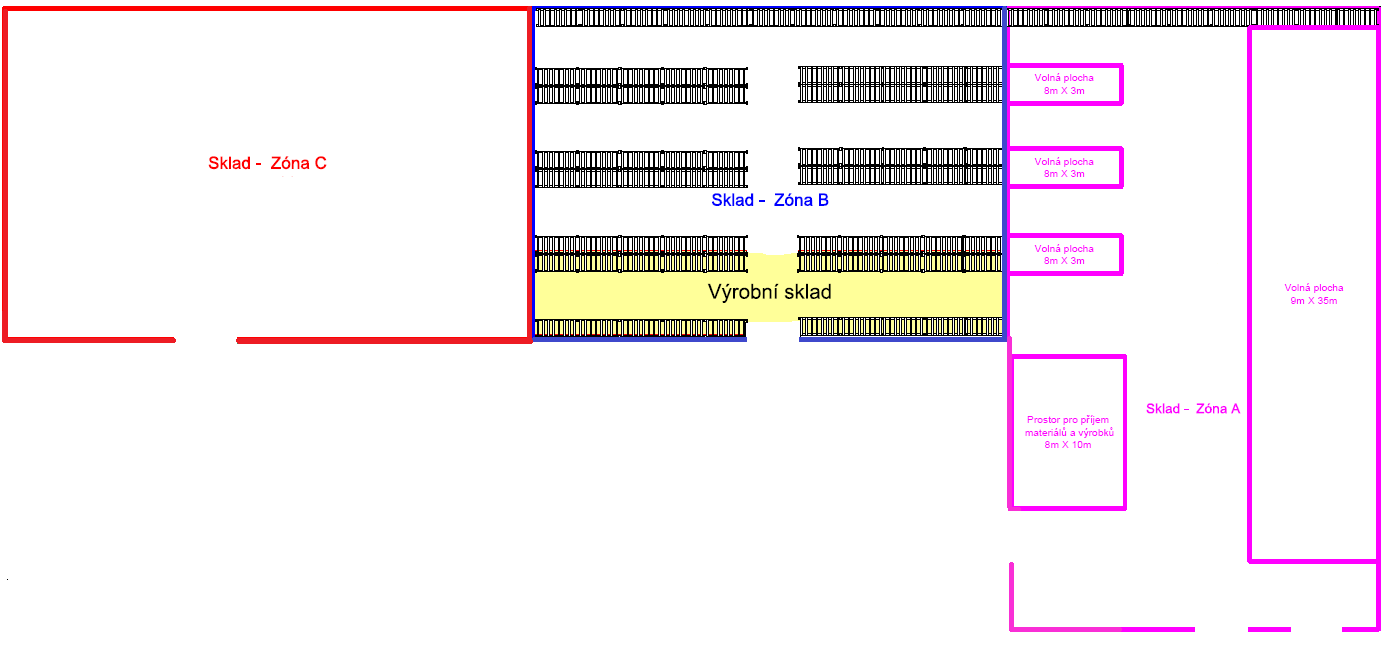 Sklad - Zóna C
Sklad - Zóna B
Výrobní sklad
Volná plocha
8m X 3m
Volná plocha
8m X 3m
Volná plocha
8m X 3m
Volná plocha
9m X 35m
Sklad - Zóna A
Prostor pro příjem
materiálů a výrobků
8m X 10m